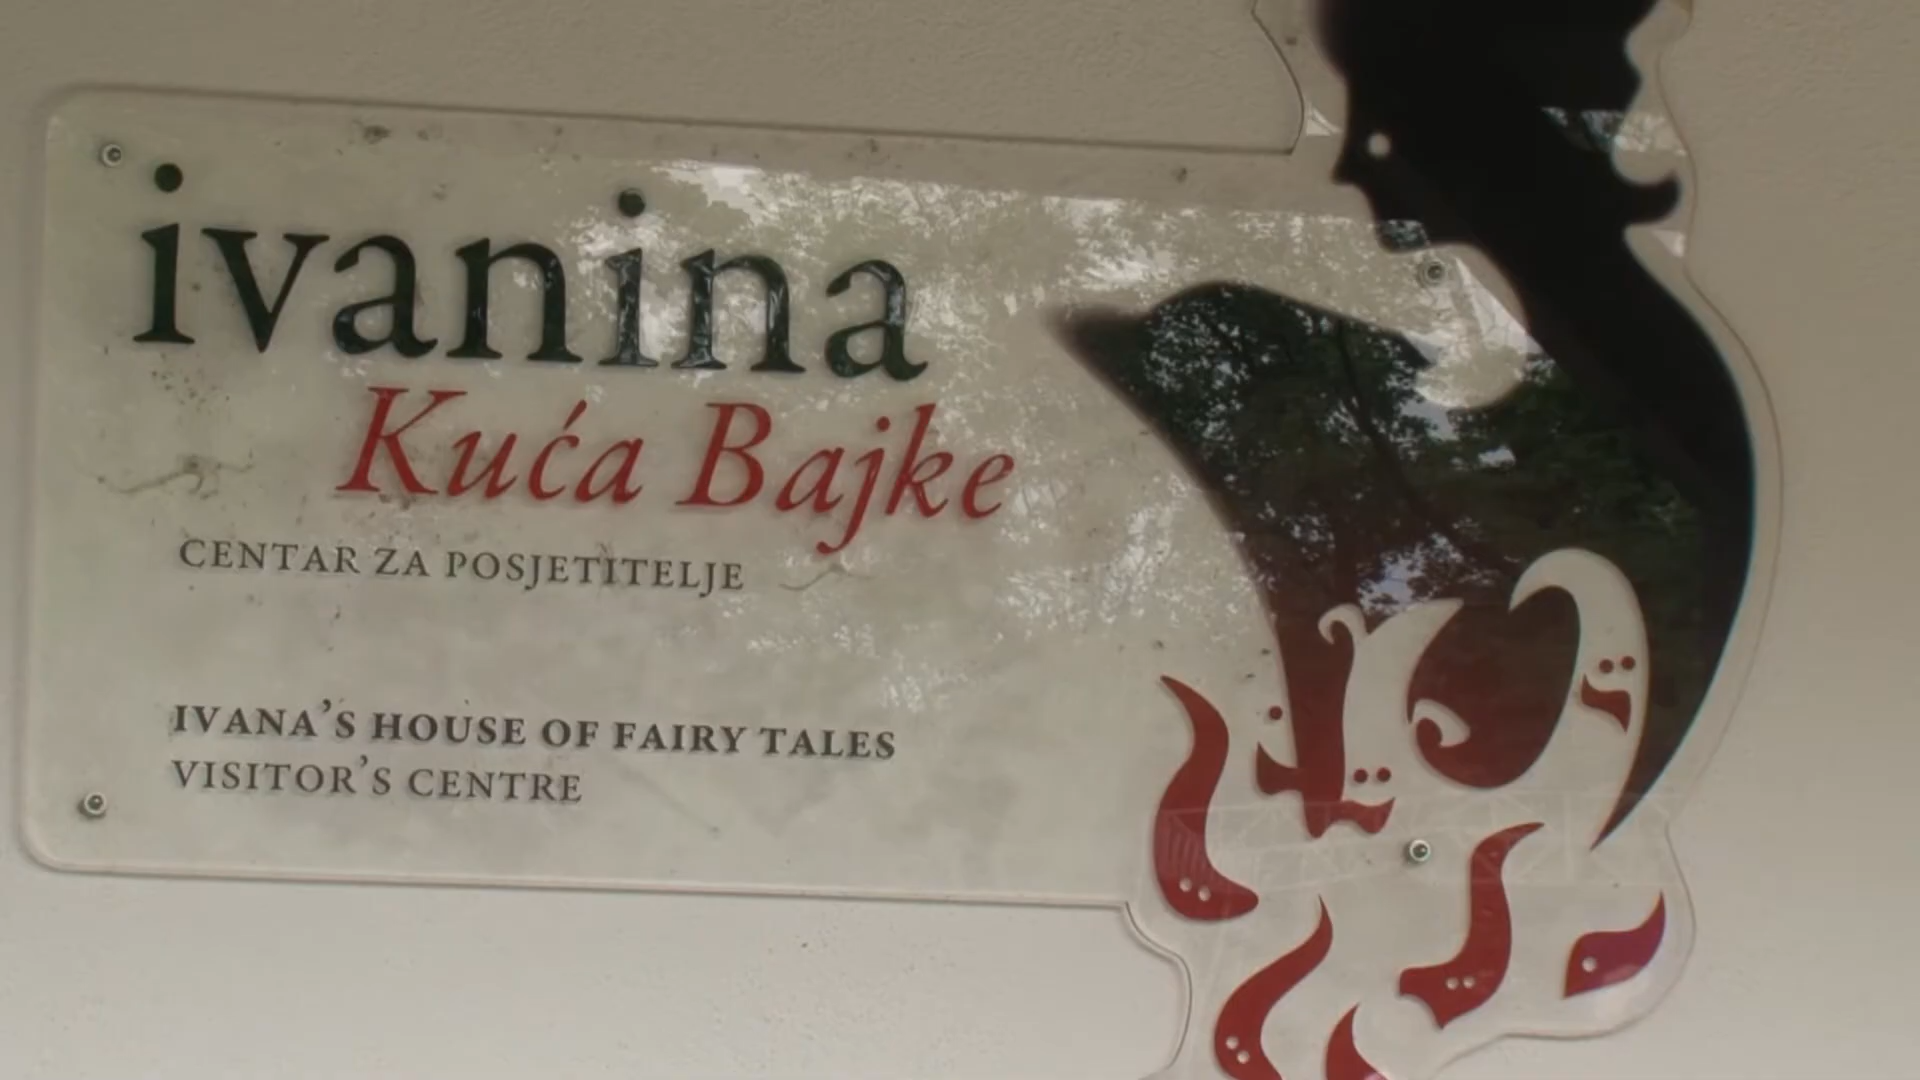 ivanina
Kuća Bajke
CENTAR ZA POSJETITELJE
IVANA'S HOUSE OF FAIRY TALES
VISITOR'S CENTRE